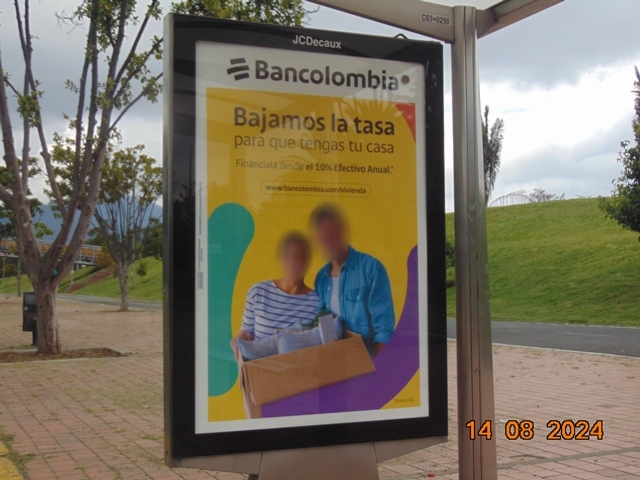 C63+0250
JCDecaux
Bancolombia
Bajamos la tasa
para que tengas tu casa
Finánciala desde el 10% Efectivo Anual.*
www.bancolombia.com/vivienda
14 08 2024